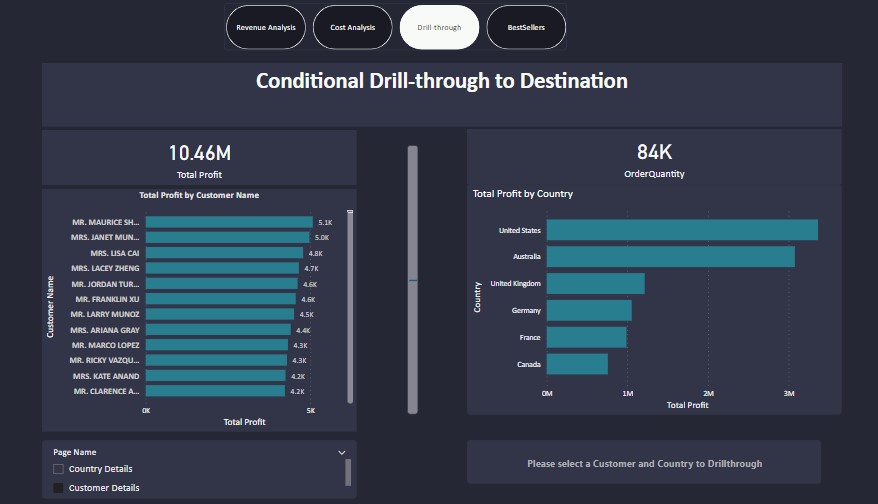 Revenue Analysis
Cost Analysis
Drill through
BestSellers
Conditional Drill-through to Destination
10.46M
Total Profit
84K
OrderQuantity
Total Profit by Customer Name
Customer Name
MR. MAURICE SH... 5.1K
MRS. JANET MUN... 5.0K
MRS. LISA CAI 4.8K
MRS. LACEY ZHENG 4.7K
MR. JORDAN TUR... 4.6K
MR. FRANKLIN XU 4.6K
MR. LARRY MUNOZ 4.5K
MRS. ARIANA GRAY 4.4K
MR. MARCO LOPEZ 4.3K
MR. RICKY VAZQU... 4.3K
MRS. KATE ANAND 4.2K
MR. CLARENCE A... 4.2K
0K 5K
Total Profit
Total Profit by Country
Country
United States
Australia
United Kingdom
Germany
France
Canada
0M 1M 2M 3M
Total Profit
Page Name
Country Details
Customer Details
Please select a Customer and Country to Drillthrough